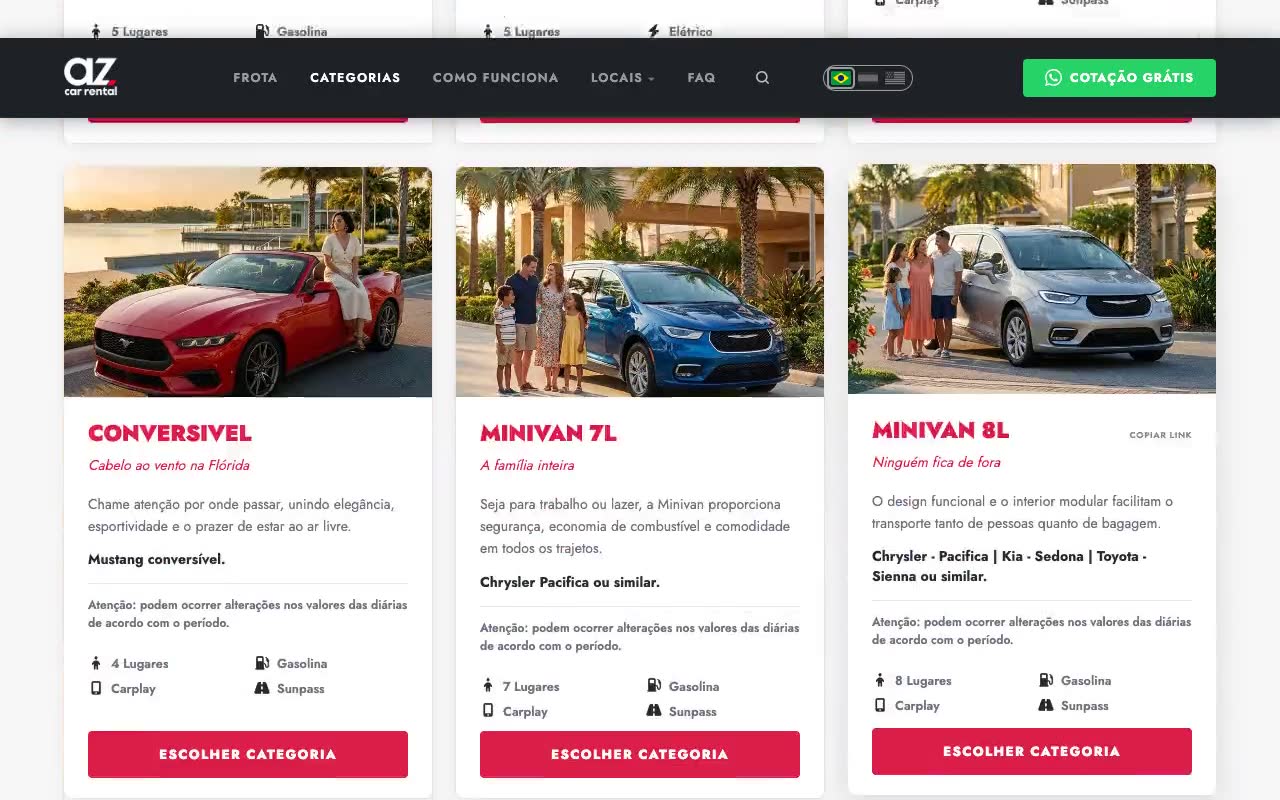 5 Lugares
Gasolina
5 Lugares
Elétrico
Carplay
Sunpass
az
car rental
FROTA
CATEGORIAS
COMO FUNCIONA
LOCAIS
FAQ
COTAÇÃO GRÁTIS
CONVERSIVEL
Cabelo ao vento na Flórida
Chame atenção por onde passar, unindo elegância,
esportividade e o prazer de estar ao ar livre.
Mustang conversível.
Atenção: podem ocorrer alterações nos valores das diárias
de acordo com o período.
4 Lugares
Gasolina
Carplay
Sunpass
ESCOLHER CATEGORIA
MINIVAN 7L
A família inteira
Seja para trabalho ou lazer, a Minivan proporciona
segurança, economia de combustível e comodidade
em todos os trajetos.
Chrysler Pacifica ou similar.
Atenção: podem ocorrer alterações nos valores das diárias
de acordo com o período.
7 Lugares
Gasolina
Carplay
Sunpass
ESCOLHER CATEGORIA
MINIVAN 8L
COPIAR LINK
Ninguém fica de fora
O design funcional e o interior modular facilitam o
transporte tanto de pessoas quanto de bagagem.
Chrysler - Pacifica | Kia - Sedona | Toyota -
Sienna ou similar.
Atenção: podem ocorrer alterações nos valores das diárias
de acordo com o período.
8 Lugares
Gasolina
Carplay
Sunpass
ESCOLHER CATEGORIA